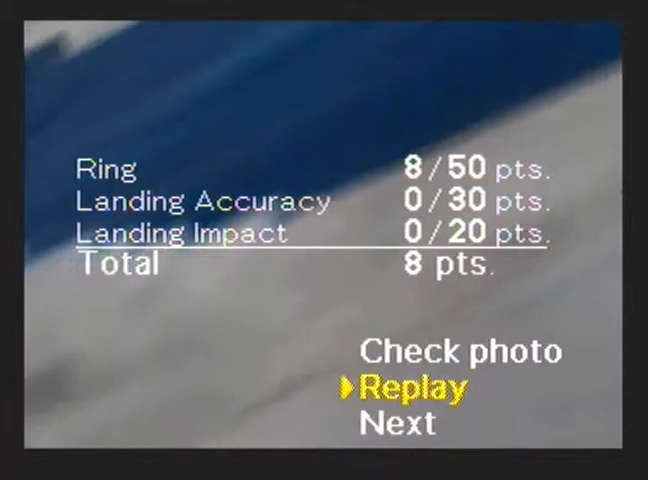 Ring 8/50 pts.
Landing Accuracy 0/30 pts.
Landing Impact 0/20 pts.
Total 8 pts.
Check photo
Replay
Next